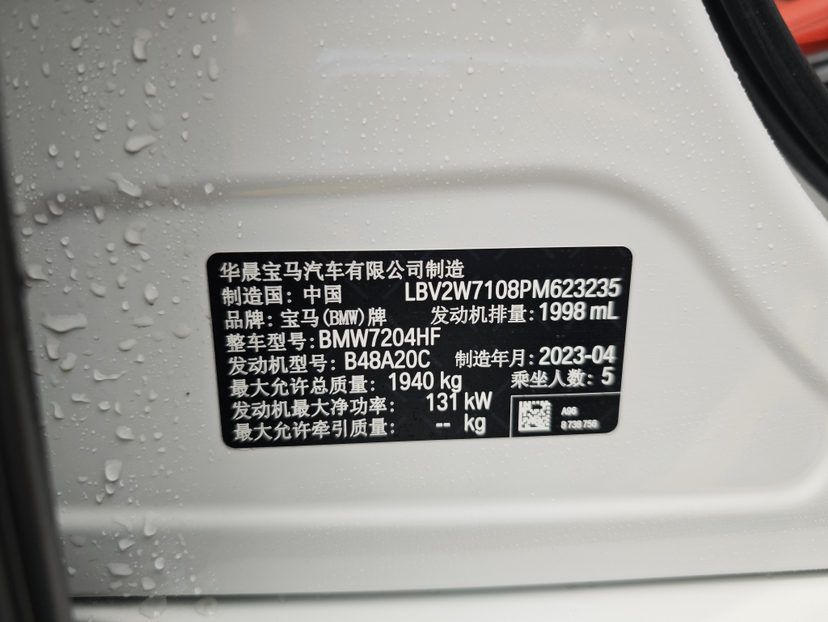 华晨宝马汽车有限公司制造
制造国：中国 LBV2W7108PM623235
品牌：宝马(BMW)牌 发动机排量：1998 mL
整车型号：BMW7204HF
发动机型号：B48A20C 制造年月：2023-04
最大允许总质量：1940 kg 乘坐人数：5
发动机最大净功率： 131 kW
最大允许牵引质量： -- kg
A96
8 739 756